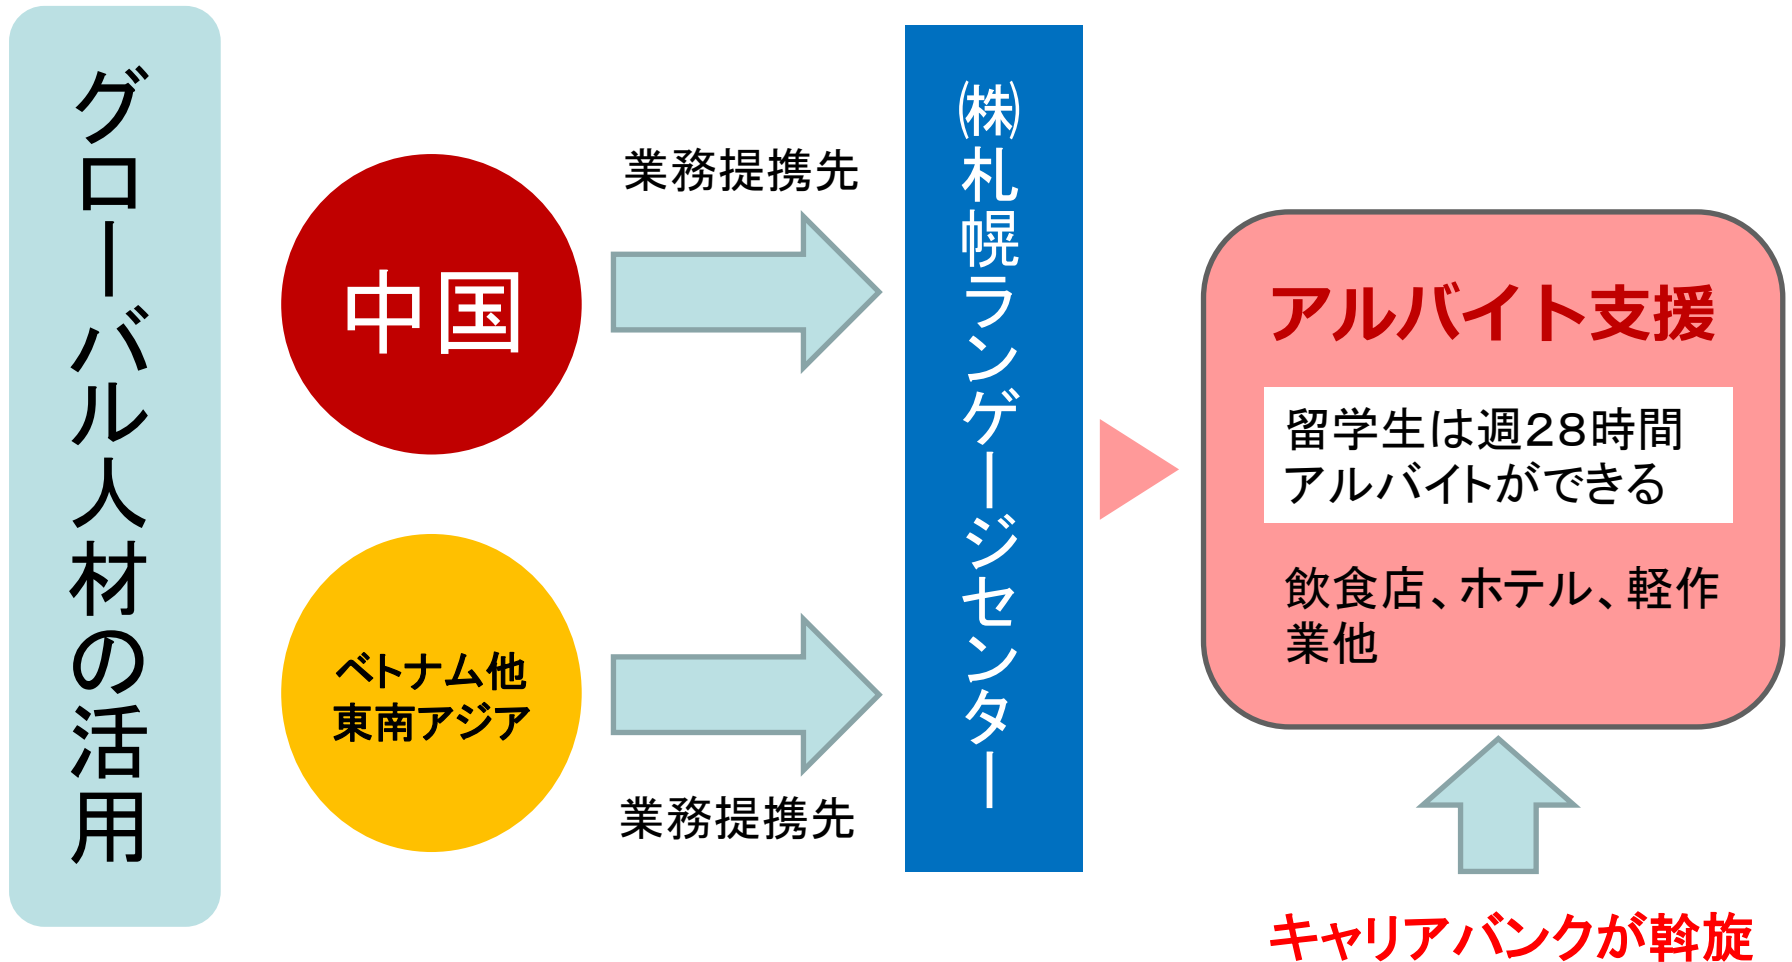 グローバル人材の活用
中国
業務提携先
ベトナム他
東南アジア
業務提携先
㈱札幌ランゲージセンター
アルバイト支援
留学生は週28時間
アルバイトができる
飲食店、ホテル、軽作
業他
キャリアバンクが斡旋